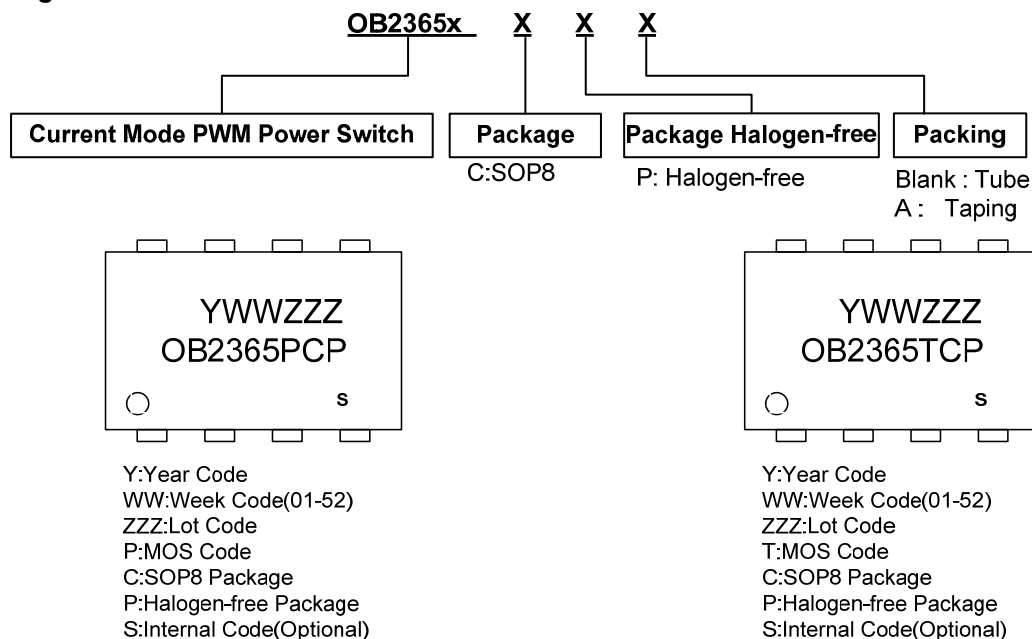 OB2365x X X X
Current Mode PWM Power Switch Package Package Halogen-free Packing
C:SOP8 P: Halogen-free Blank : Tube
A : Taping
YWWZZZ
OB2365PCP
S
Y:Year Code
WW:Week Code(01-52)
ZZZ:Lot Code
P:MOS Code
C:SOP8 Package
P:Halogen-free Package
S:Internal Code(Optional)
YWWZZZ
OB2365TCP
S
Y:Year Code
WW:Week Code(01-52)
ZZZ:Lot Code
T:MOS Code
C:SOP8 Package
P:Halogen-free Package
S:Internal Code(Optional)